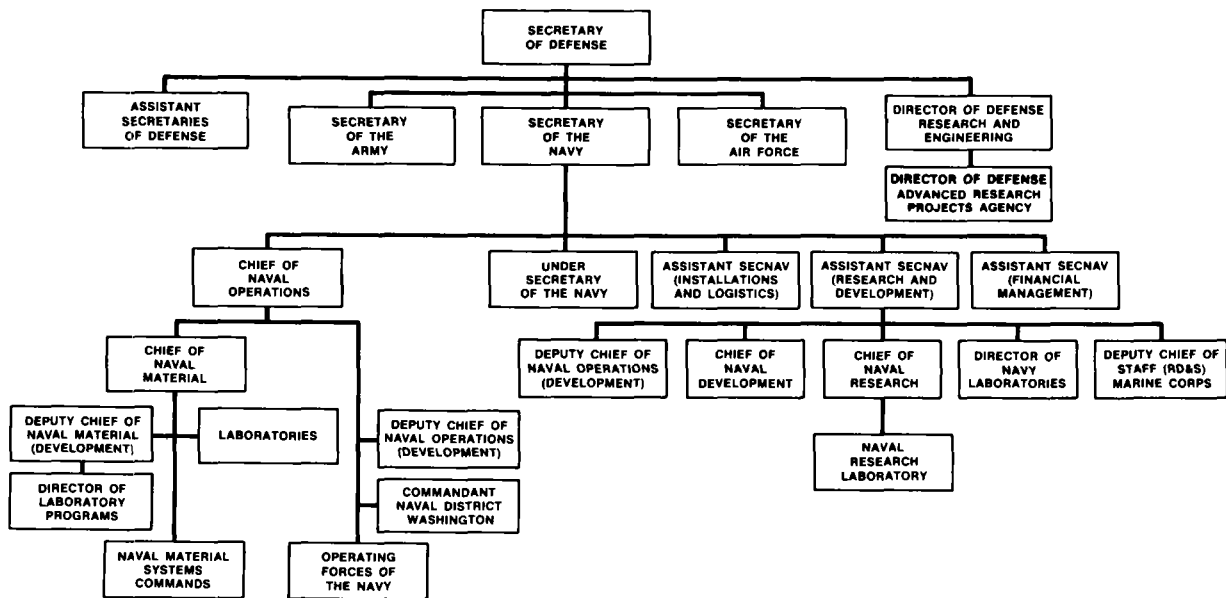 SECRETARY
OF DEFENSE
ASSISTANT
SECRETARIES
OF DEFENSE
SECRETARY
OF THE
ARMY
SECRETARY
OF THE
NAVY
SECRETARY
OF THE
AIR FORCE
DIRECTOR OF DEFENSE
RESEARCH AND
ENGINEERING
DIRECTOR OF DEFENSE
ADVANCED RESEARCH
PROJECTS AGENCY
CHIEF OF
NAVAL
OPERATIONS
UNDER
SECRETARY
OF THE NAVY
ASSISTANT SECNAV
(INSTALLATIONS
AND LOGISTICS)
ASSISTANT SECNAV
(RESEARCH AND
DEVELOPMENT)
ASSISTANT SECNAV
(FINANCIAL
MANAGEMENT)
CHIEF OF
NAVAL
MATERIAL
DEPUTY CHIEF OF
NAVAL OPERATIONS
(DEVELOPMENT)
CHIEF OF
NAVAL
DEVELOPMENT
CHIEF OF
NAVAL
RESEARCH
DIRECTOR OF
NAVY
LABORATORIES
DEPUTY CHIEF OF
STAFF (RD&S)
MARINE CORPS
DEPUTY CHIEF OF
NAVAL MATERIAL
(DEVELOPMENT)
LABORATORIES
DEPUTY CHIEF OF
NAVAL OPERATIONS
(DEVELOPMENT)
NAVAL
RESEARCH
LABORATORY
DIRECTOR OF
LABORATORY
PROGRAMS
COMMANDANT
NAVAL DISTRICT
WASHINGTON
NAVAL MATERIAL
SYSTEMS
COMMANDS
OPERATING
FORCES OF
THE NAVY